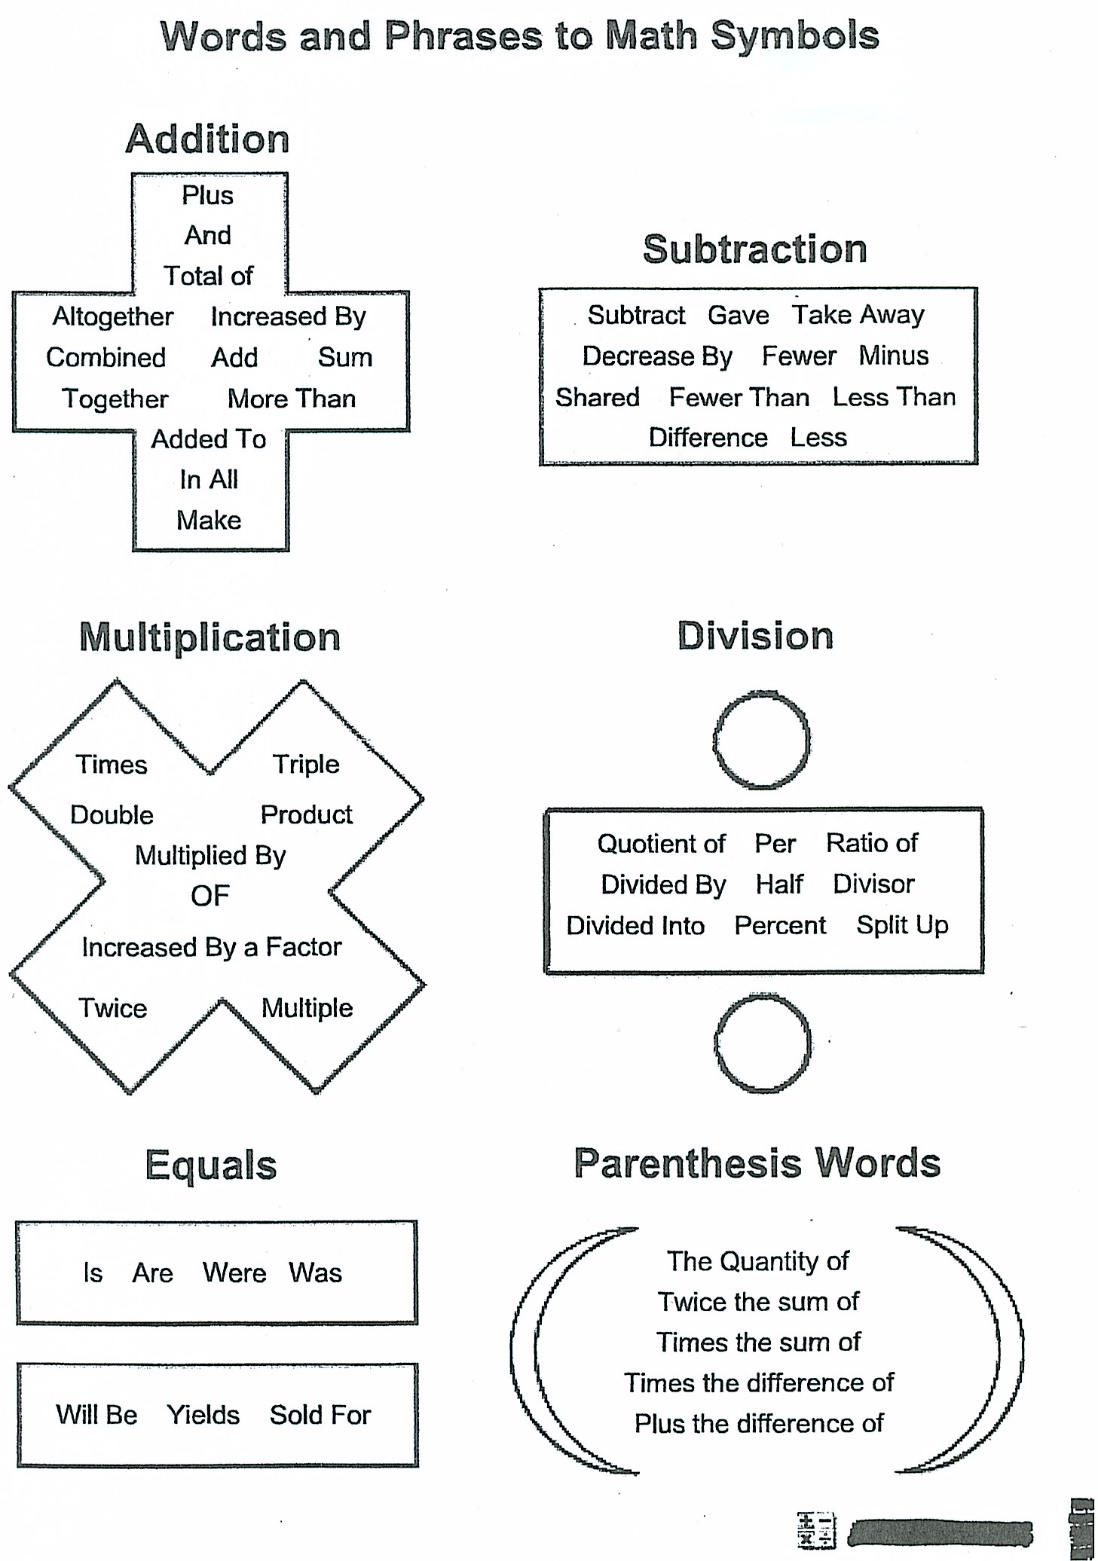 Words and Phrases to Math Symbols
Addition
Plus
And
Total of
Altogether Increased By
Combined Add Sum
Together More Than
Added To
In All
Make
Subtraction
Subtract Gave Take Away
Decrease By Fewer Minus
Shared Fewer Than Less Than
Difference Less
Multiplication
Times Triple
Double Product
Multiplied By
OF
Increased By a Factor
Twice Multiple
Division
Quotient of Per Ratio of
Divided By Half Divisor
Divided Into Percent Split Up
Equals
Is Are Were Was
Will Be Yields Sold For
Parenthesis Words
The Quantity of
Twice the sum of
Times the sum of
Times the difference of
Plus the difference of